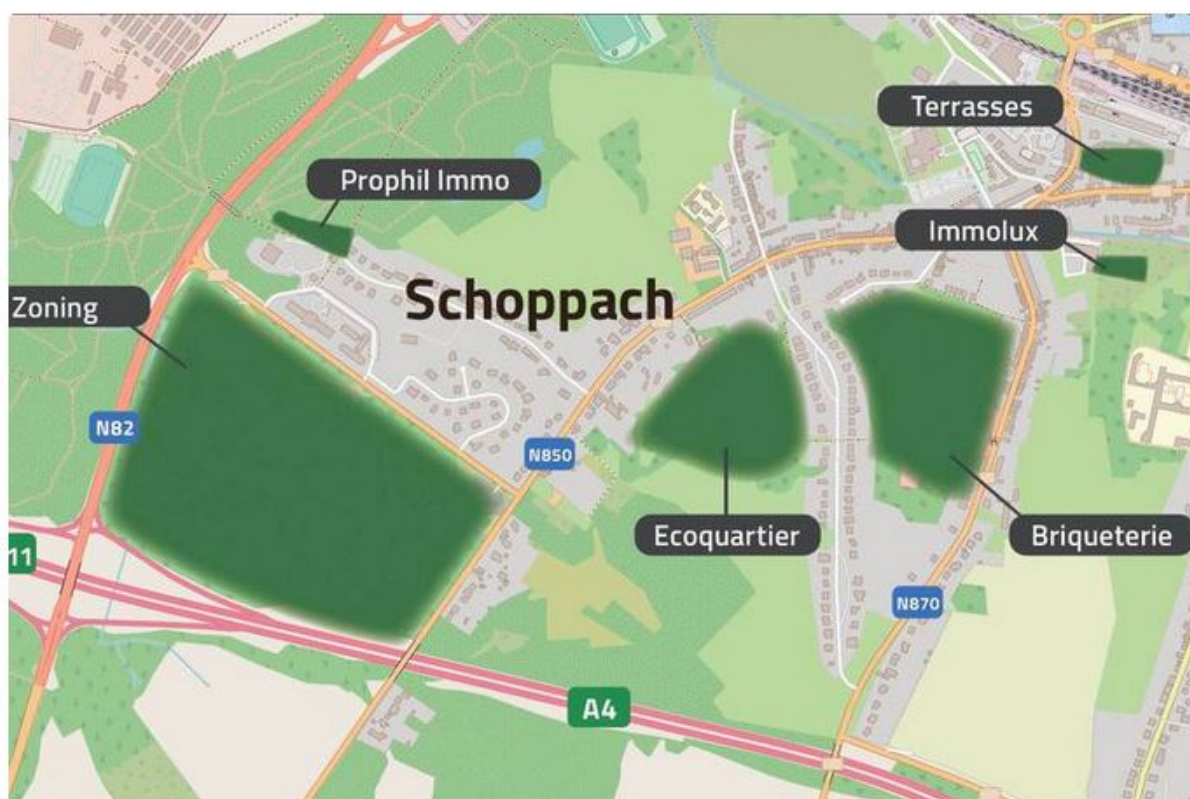 Terrasses
Prophil Immo
Immolux
Schoppach
Zoning
N82
N850
Ecoquartier
Briqueterie
11
N870
A4